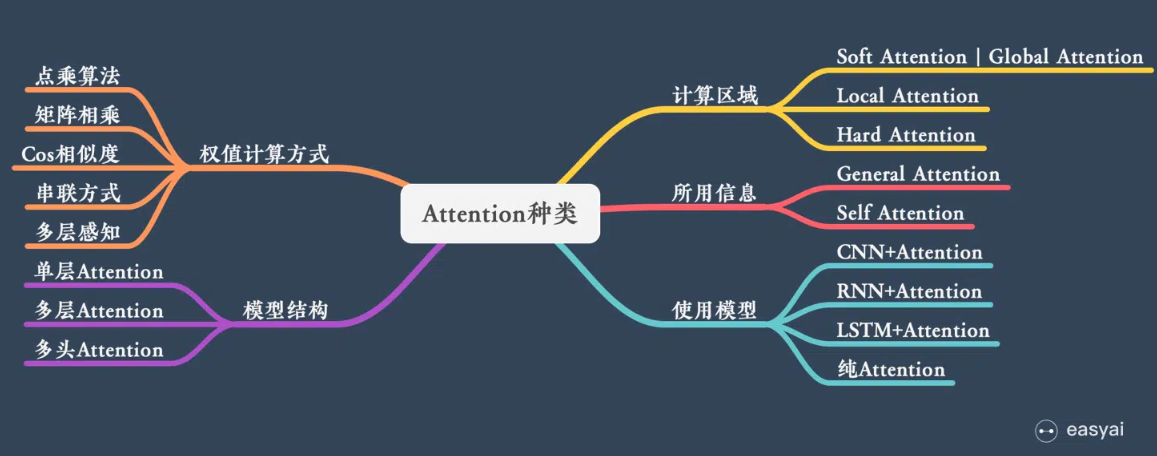 Attention种类
权值计算方式
点乘算法
矩阵相乘
Cos相似度
串联方式
多层感知
模型结构
单层Attention
多层Attention
多头Attention
计算区域
Soft Attention | Global Attention
Local Attention
Hard Attention
所用信息
General Attention
Self Attention
使用模型
CNN+Attention
RNN+Attention
LSTM+Attention
纯Attention
easyai